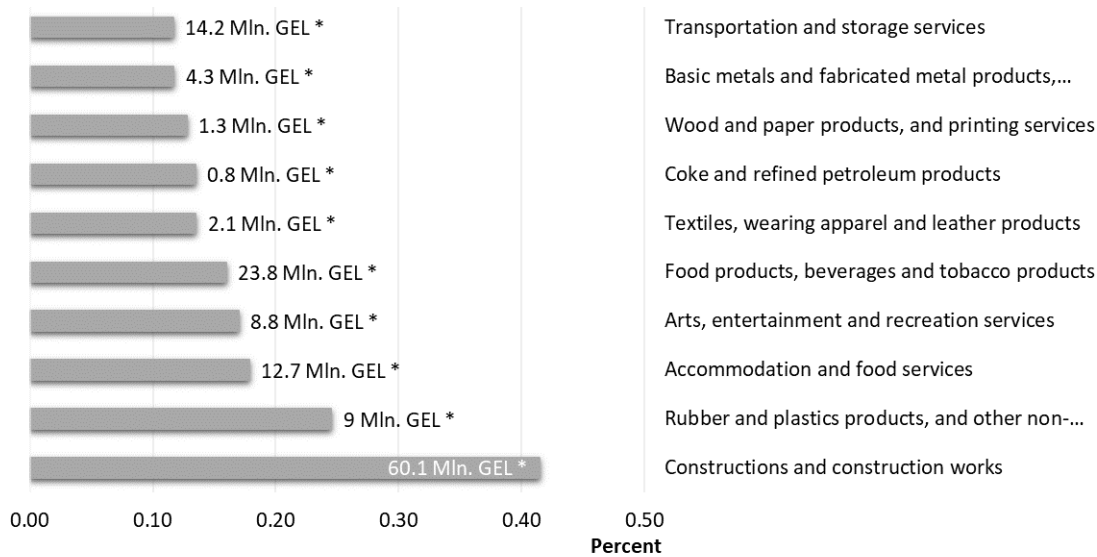 14.2 Mln. GEL * Transportation and storage services
4.3 Mln. GEL * Basic metals and fabricated metal products,...
1.3 Mln. GEL * Wood and paper products, and printing services
0.8 Mln. GEL * Coke and refined petroleum products
2.1 Mln. GEL * Textiles, wearing apparel and leather products
23.8 Mln. GEL * Food products, beverages and tobacco products
8.8 Mln. GEL * Arts, entertainment and recreation services
12.7 Mln. GEL * Accommodation and food services
9 Mln. GEL * Rubber and plastics products, and other non-...
60.1 Mln. GEL * Constructions and construction works
0.00 0.10 0.20 0.30 0.40 0.50
Percent